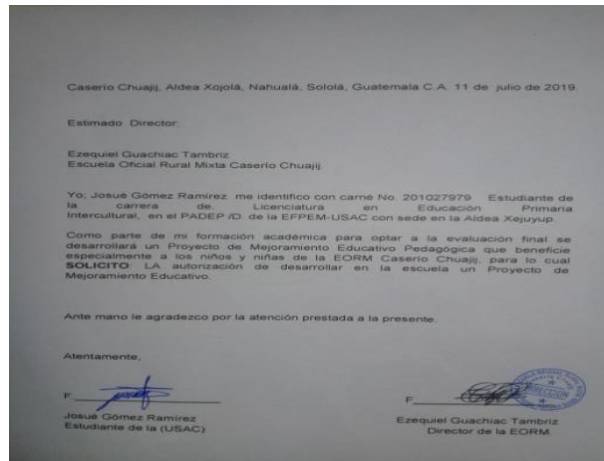 Caserío Chuajij, Aldea Xojolá, Nahualá, Sololá, Guatemala C.A. 11 de julio de 2019.
Estimado Director:
Ezequiel Guachiac Tambriz
Escuela Oficial Rural Mixta Caserío Chuajij.
Yo; Josué Gómez Ramírez me identifico con carné No. 201027979 Estudiante de
la carrera de Licenciatura en Educación Primaria
Intercultural, en el PADEP /D. de la EFPEM-USAC con sede en la Aldea Xejuyup.
Como parte de mi formación académica para optar a la evaluación final se
desarrollará un Proyecto de Mejoramiento Educativo Pedagógica que beneficie
especialmente a los niños y niñas de la EORM Caserío Chuajij, para lo cual
SOLICITO: LA autorización de desarrollar en la escuela un Proyecto de
Mejoramiento Educativo.
Ante mano le agradezco por la atención prestada a la presente.
Atentamente,
F.
Josué Gómez Ramírez
Estudiante de la (USAC)
F.
DIRECCION
Ezequiel Guachiac Tambriz
Director de la EORM.